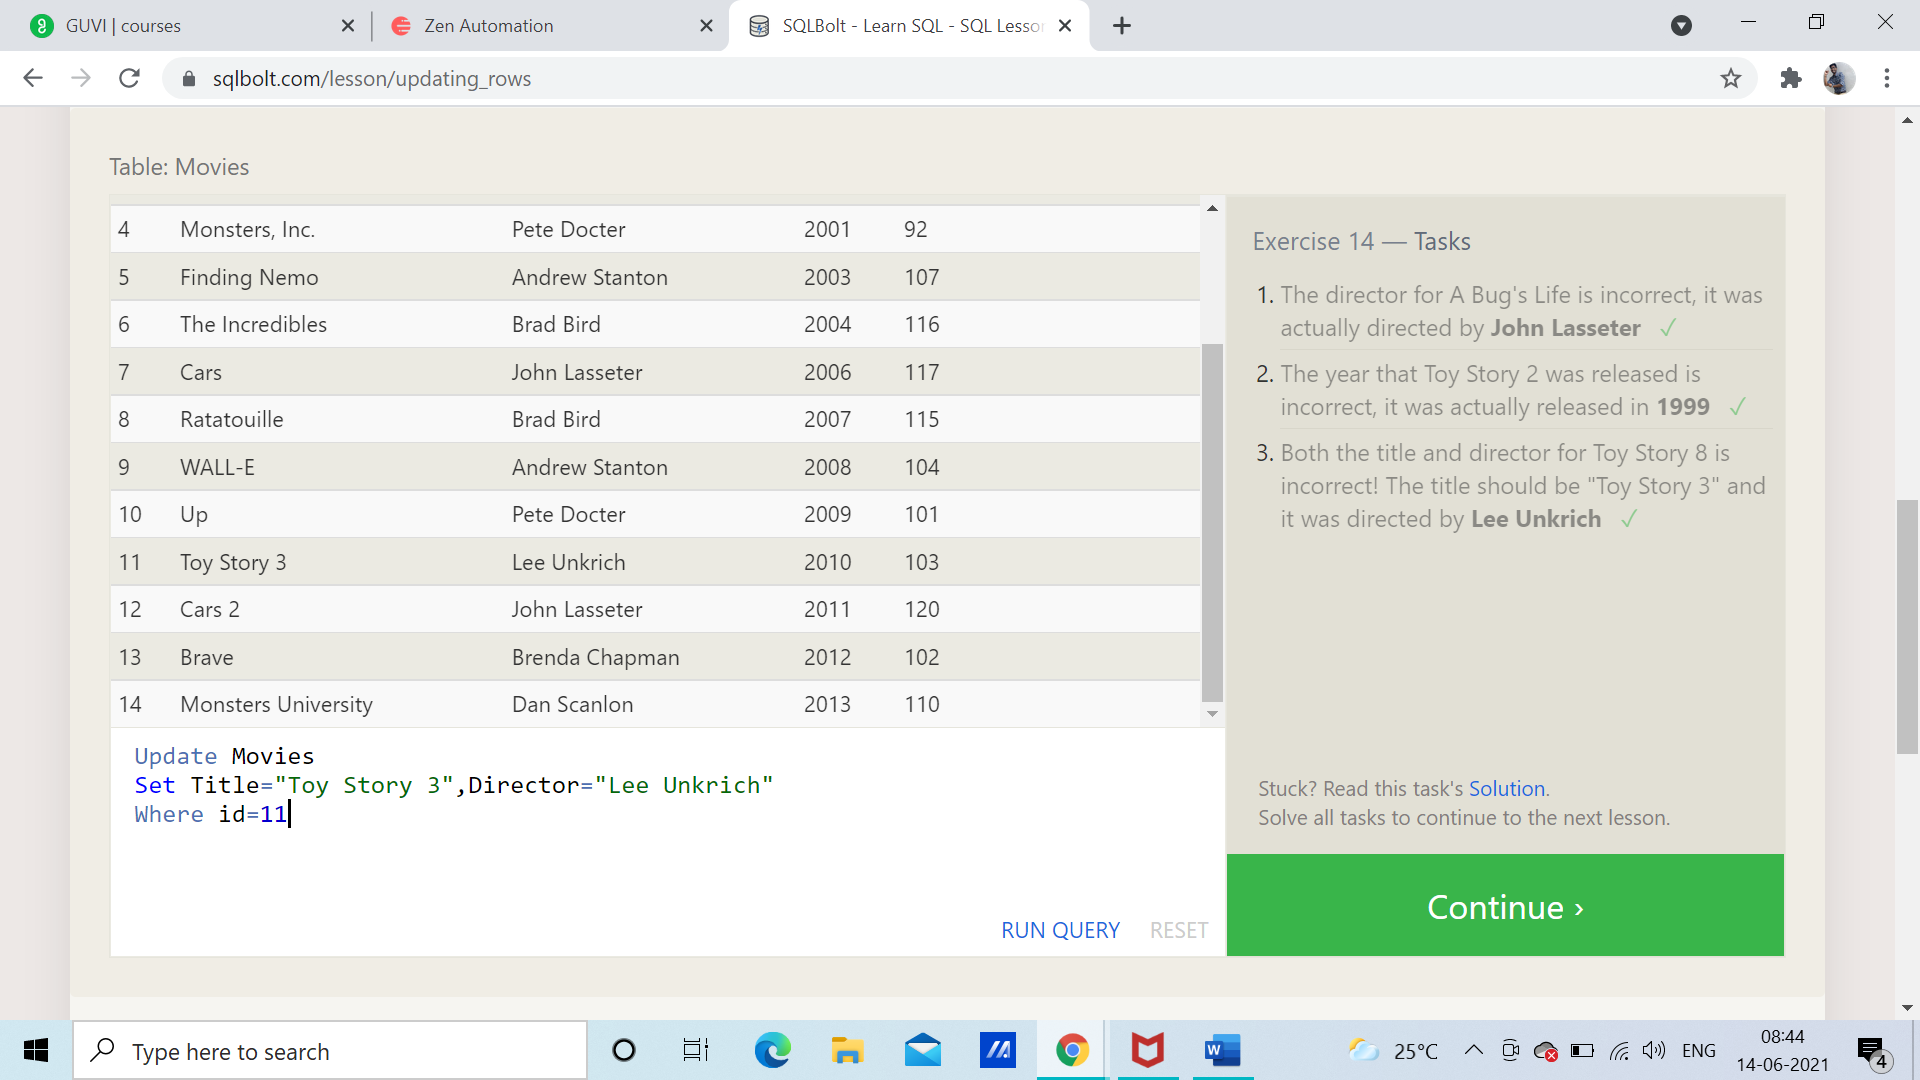 GUVI | courses
Zen Automation
SQLBolt - Learn SQL - SQL Lesson
sqlbolt.com/lesson/updating_rows
Table: Movies
4 Monsters, Inc. Pete Docter 2001 92
5 Finding Nemo Andrew Stanton 2003 107
6 The Incredibles Brad Bird 2004 116
7 Cars John Lasseter 2006 117
8 Ratatouille Brad Bird 2007 115
9 WALL-E Andrew Stanton 2008 104
10 Up Pete Docter 2009 101
11 Toy Story 3 Lee Unkrich 2010 103
12 Cars 2 John Lasseter 2011 120
13 Brave Brenda Chapman 2012 102
14 Monsters University Dan Scanlon 2013 110
Update Movies
Set Title="Toy Story 3",Director="Lee Unkrich"
Where id=11
RUN QUERY RESET
Exercise 14 — Tasks
1. The director for A Bug's Life is incorrect, it was
actually directed by John Lasseter ✓
2. The year that Toy Story 2 was released is
incorrect, it was actually released in 1999 ✓
3. Both the title and director for Toy Story 8 is
incorrect! The title should be "Toy Story 3" and
it was directed by Lee Unkrich ✓
Stuck? Read this task's Solution.
Solve all tasks to continue to the next lesson.
Continue ›
Type here to search
W
25°C
ENG
08:44
14-06-2021
4